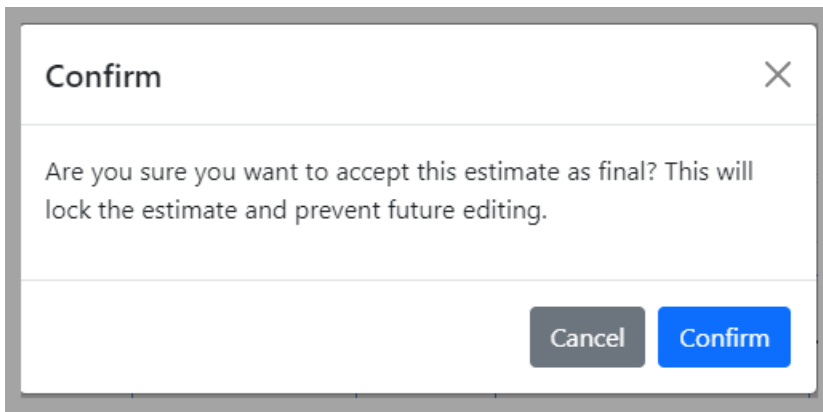 Confirm
Are you sure you want to accept this estimate as final? This will
lock the estimate and prevent future editing.
Cancel
Confirm